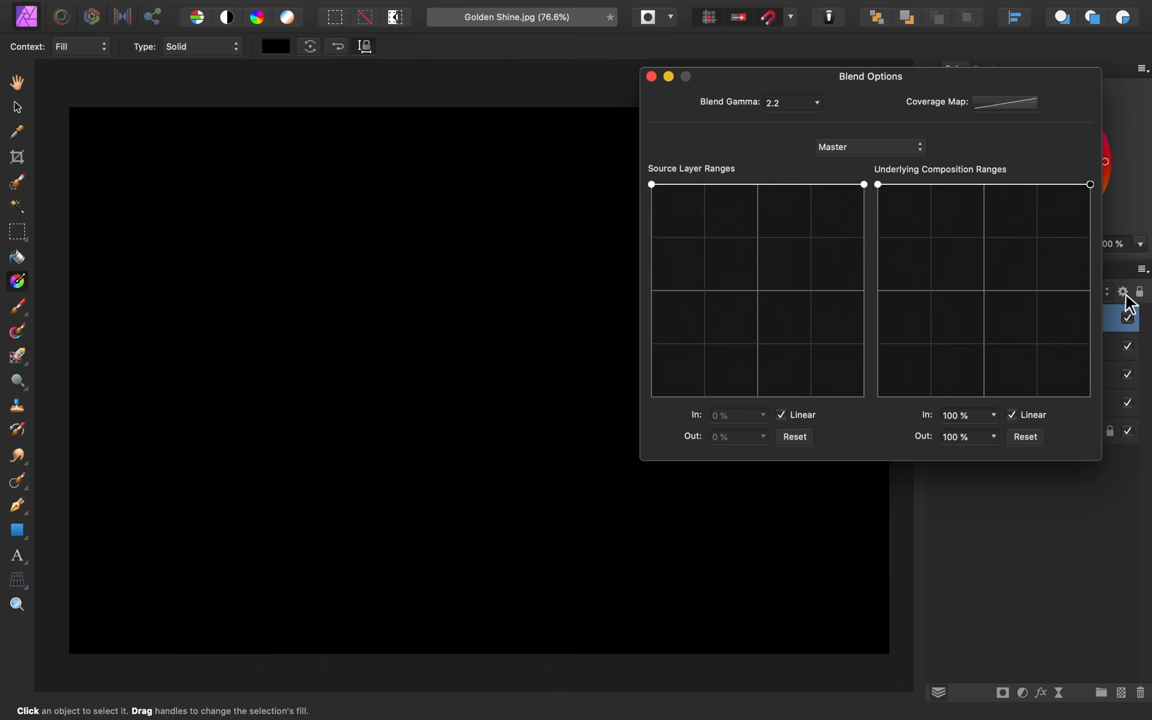 Golden Shine.jpg (76.6%)
Context: Fill Type: Solid
Blend Options
Blend Gamma: 2.2 Coverage Map:
Master
Source Layer Ranges Underlying Composition Ranges
00 %
In: 0 % Linear In: 100 % Linear
Out: 0 % Reset Out: 100 % Reset
A
fx
Click an object to select it. Drag handles to change the selection's fill.